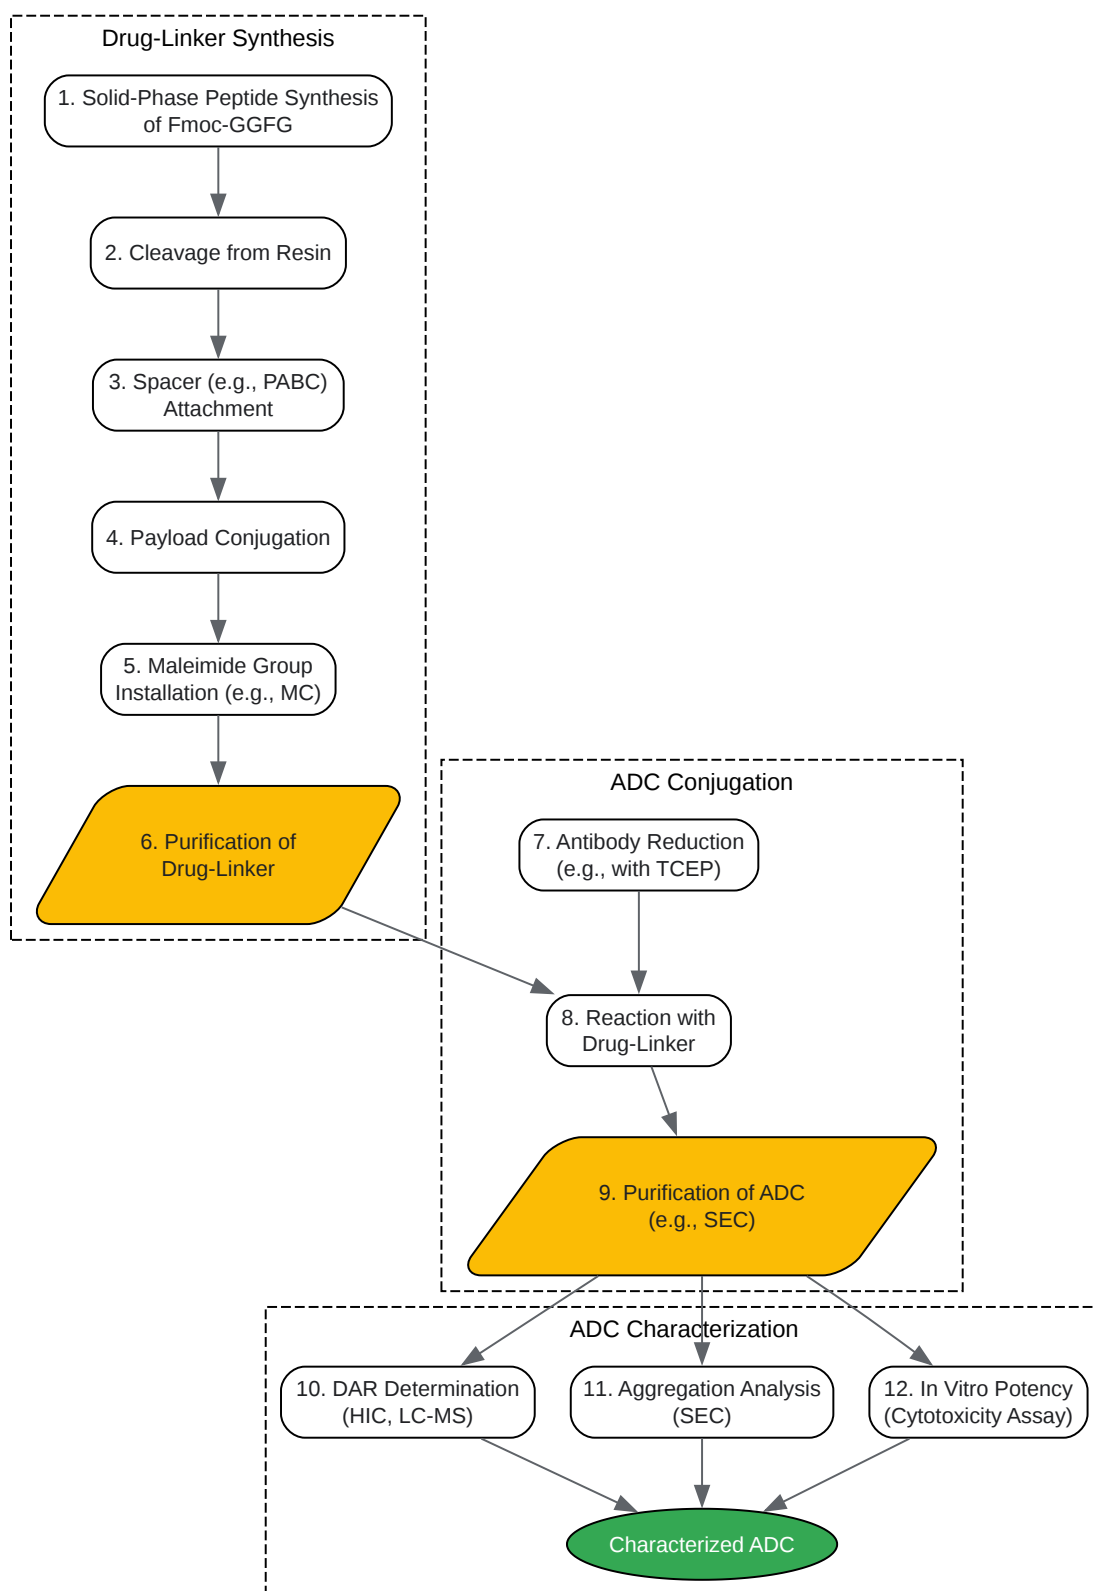 Drug-Linker Synthesis
1. Solid-Phase Peptide Synthesis
of Fmoc-GGFG
2. Cleavage from Resin
3. Spacer (e.g., PABC)
Attachment
4. Payload Conjugation
5. Maleimide Group
Installation (e.g., MC)
6. Purification of
Drug-Linker
ADC Conjugation
7. Antibody Reduction
(e.g., with TCEP)
8. Reaction with
Drug-Linker
9. Purification of ADC
(e.g., SEC)
ADC Characterization
10. DAR Determination
(HIC, LC-MS)
11. Aggregation Analysis
(SEC)
12. In Vitro Potency
(Cytotoxicity Assay)
Characterized ADC